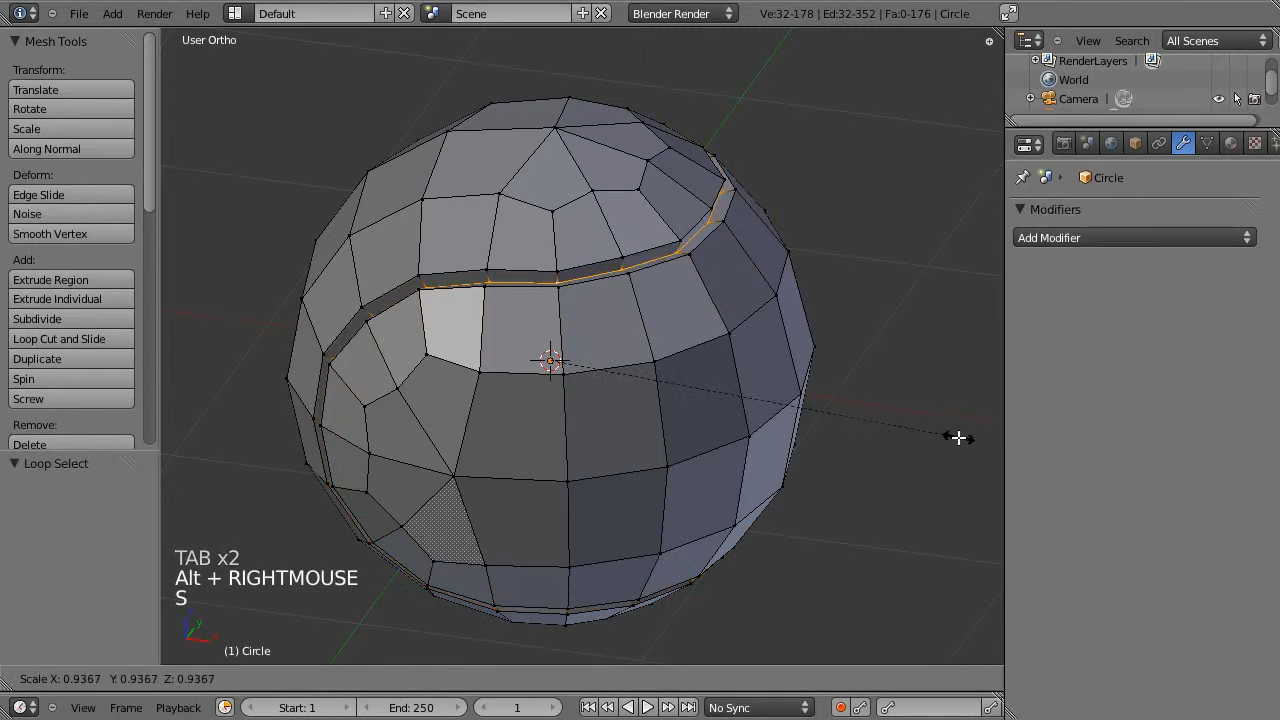 File Add Render Help Default Scene Blender Render Ve:32-178 | Ed:32-352 | Fa:0-176 | Circle
Mesh Tools
Transform:
Translate
Rotate
Scale
Along Normal
Deform:
Edge Slide
Noise
Smooth Vertex
Add:
Extrude Region
Extrude Individual
Subdivide
Loop Cut and Slide
Duplicate
Spin
Screw
Remove:
Delete
Loop Select
User Ortho
TAB x2
Alt + RIGHTMOUSE
S
(1) Circle
Scale X: 0.9367 Y: 0.9367 Z: 0.9367
View Search All Scenes
RenderLayers |
World
Camera |
Circle
Modifiers
Add Modifier
View Frame Playback Start: 1 End: 250 1 No Sync